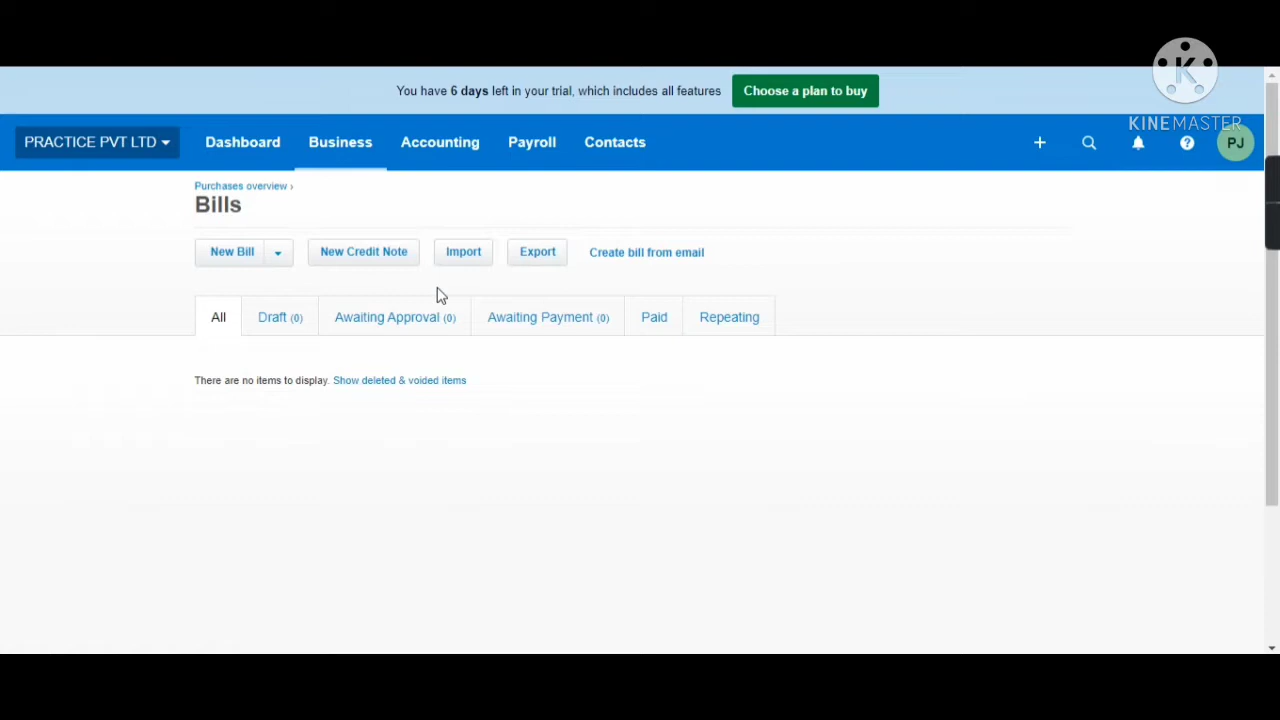 You have 6 days left in your trial, which includes all features Choose a plan to buy
K
KINEMASTER
PRACTICE PVT LTD Dashboard Business Accounting Payroll Contacts + ? PJ
Purchases overview ›
Bills
New Bill New Credit Note Import Export Create bill from email
All Draft (0) Awaiting Approval (0) Awaiting Payment (0) Paid Repeating
There are no items to display. Show deleted & voided items